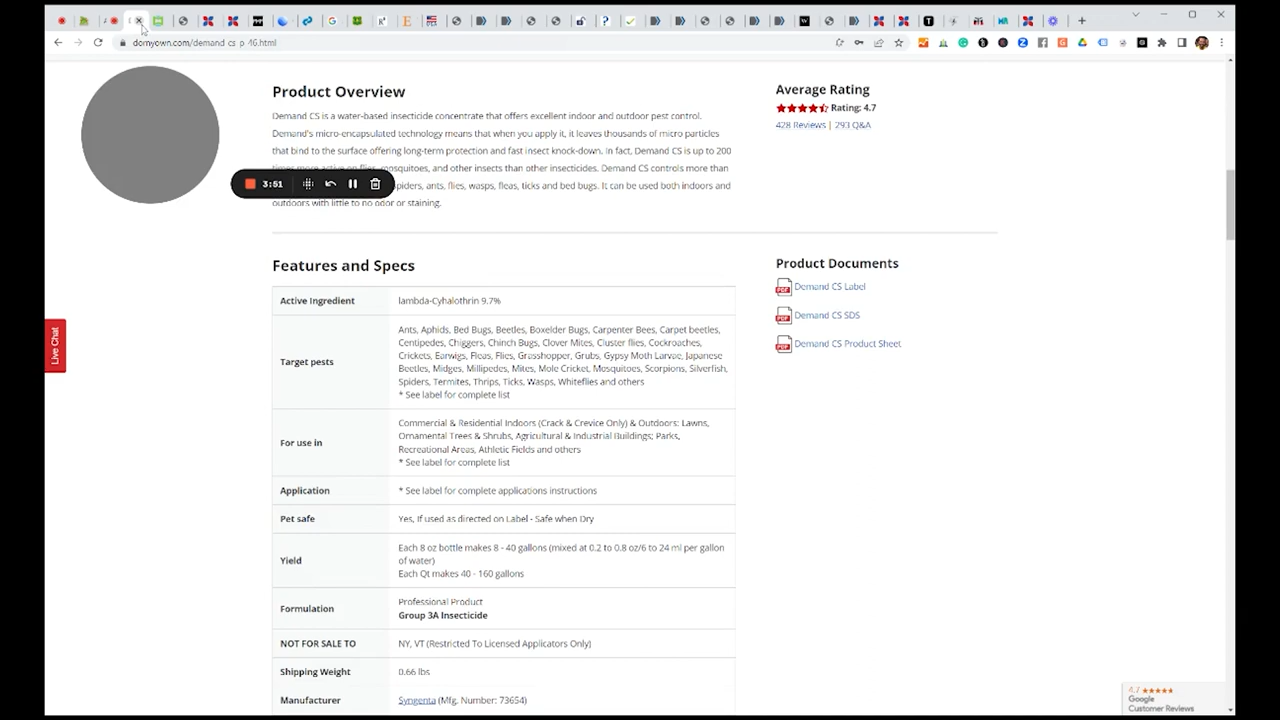 domyown.com/demand_cs_p_46.html
Product Overview
Demand CS is a water-based insecticide concentrate that offers excellent indoor and outdoor pest control.
Demand's micro-encapsulated technology means that when you apply it, it leaves thousands of micro particles
that bind to the surface offering long-term protection and fast insect knock-down. In fact, Demand CS is up to 200
times more active on flies, mosquitoes, and other insects than other insecticides. Demand CS controls more than
spiders, ants, flies, wasps, fleas, ticks and bed bugs. It can be used both indoors and
outdoors with little to no odor or staining.
3:51
Average Rating
Rating: 4.7
428 Reviews | 293 Q&A
Features and Specs
Active Ingredient
lambda-Cyhalothrin 9.7%
Target pests
Ants, Aphids, Bed Bugs, Beetles, Boxelder Bugs, Carpenter Bees, Carpet beetles,
Centipedes, Chiggers, Chinch Bugs, Clover Mites, Cluster flies, Cockroaches,
Crickets, Earwigs, Fleas, Flies, Grasshopper, Grubs, Gypsy Moth Larvae, Japanese
Beetles, Midges, Millipedes, Mites, Mole Cricket, Mosquitoes, Scorpions, Silverfish,
Spiders, Termites, Thrips, Ticks, Wasps, Whiteflies and others
* See label for complete list
For use in
Commercial & Residential Indoors (Crack & Crevice Only) & Outdoors: Lawns,
Ornamental Trees & Shrubs, Agricultural & Industrial Buildings; Parks,
Recreational Areas, Athletic Fields and others
* See label for complete list
Application
* See label for complete applications instructions
Pet safe
Yes, If used as directed on Label - Safe when Dry
Yield
Each 8 oz bottle makes 8 - 40 gallons (mixed at 0.2 to 0.8 oz/6 to 24 ml per gallon
of water)
Each Qt makes 40 - 160 gallons
Formulation
Professional Product
Group 3A Insecticide
NOT FOR SALE TO
NY, VT (Restricted To Licensed Applicators Only)
Shipping Weight
0.66 lbs
Manufacturer
Syngenta (Mfg. Number: 73654)
Product Documents
Demand CS Label
Demand CS SDS
Demand CS Product Sheet
Live Chat
4.7
Google
Customer Reviews